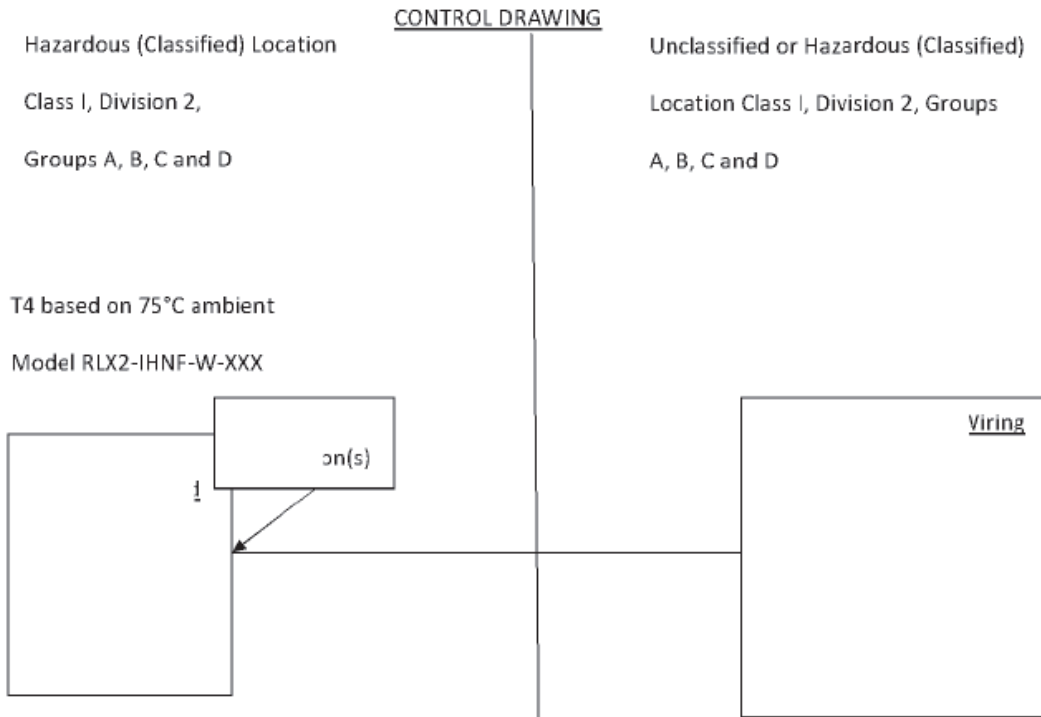 CONTROL DRAWING
Hazardous (Classified) Location
Class I, Division 2,
Groups A, B, C and D
Unclassified or Hazardous (Classified)
Location Class I, Division 2, Groups
A, B, C and D
T4 based on 75°C ambient
Model RLX2-IHNF-W-XXX
on(s)
Viring